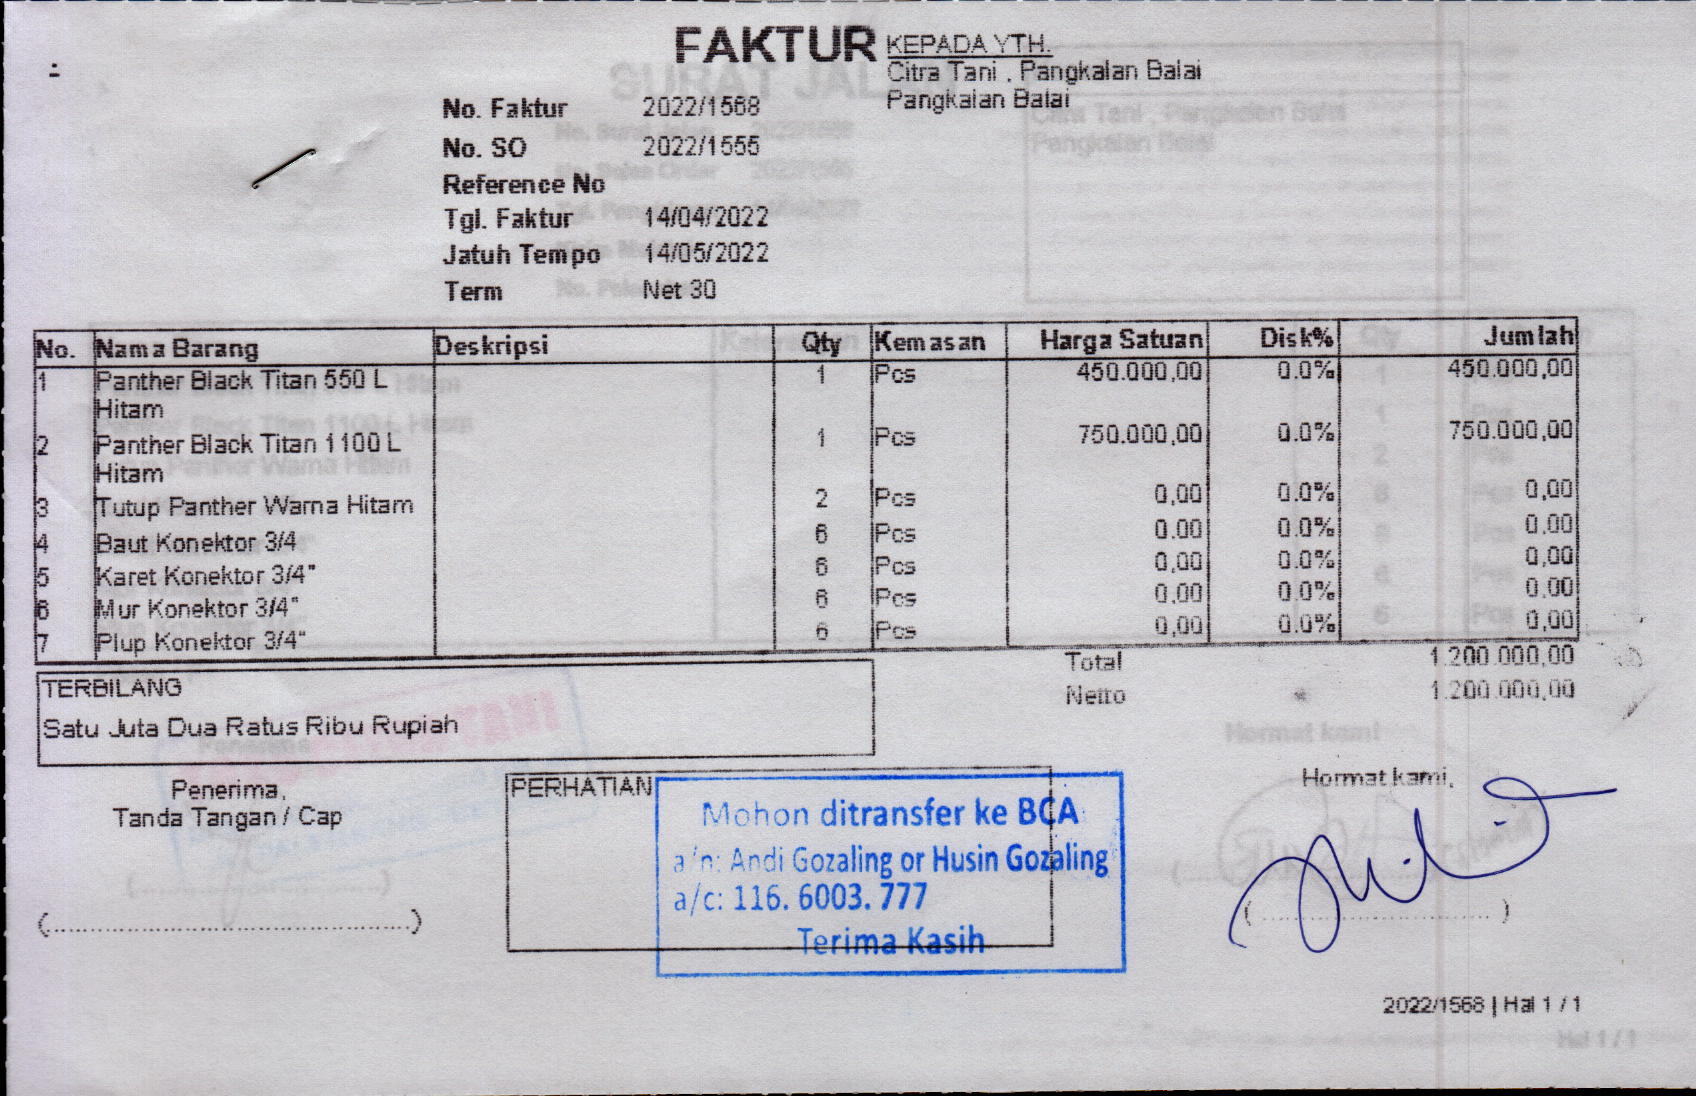 FAKTUR
KEPADA YTH.
Citra Tani , Pangkalan Balai
Pangkalan Balai
No. Faktur 2022/1568
No. SO 2022/1555
Reference No
Tgl. Faktur 14/04/2022
Jatuh Tempo 14/05/2022
Term Net 30
No. Nama Barang Deskripsi Qty Kemasan Harga Satuan Disk% Jumlah
1 Panther Black Titan 550 L 1 Pcs 450.000,00 0.0% 450.000,00
Hitam
2 Panther Black Titan 1100 L 1 Pcs 750.000,00 0.0% 750.000,00
Hitam
3 Tutup Panther Warna Hitam 2 Pcs 0,00 0.0% 0,00
4 Baut Konektor 3/4 6 Pcs 0.00 0.0% 0.00
5 Karet Konektor 3/4" 6 Pcs 0,00 0.0% 0,00
6 Mur Konektor 3/4" 6 Pcs 0.00 0.0% 0.00
7 Plup Konektor 3/4" 6 Pcs 0,00 0.0% 0,00
Total 1.200.000,00
Netto 1.200.000,00
TERBILANG
Satu Juta Dua Ratus Ribu Rupiah
Penerima,
Tanda Tangan / Cap
(..............................................)
PERHATIAN
Mohon ditransfer ke BCA
a/n: Andi Gozaling or Husin Gozaling
a/c: 116. 6003. 777
Terima Kasih
Hormat kami,
(..............................)
2022/1568 | Hal 1 / 1